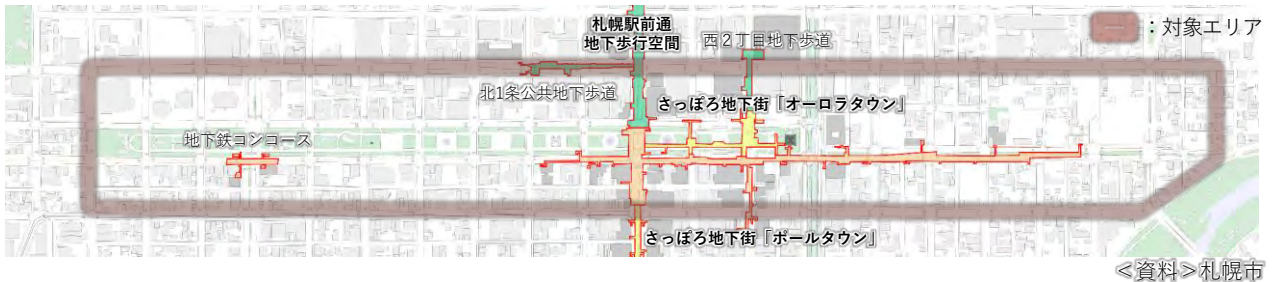 札幌駅前通
地下歩行空間
西2丁目地下歩道
:対象エリア
北1条公共地下歩道
さっぽろ地下街「オーロラタウン」
地下鉄コンコース
さっぽろ地下街「ポールタウン」
<資料>札幌市